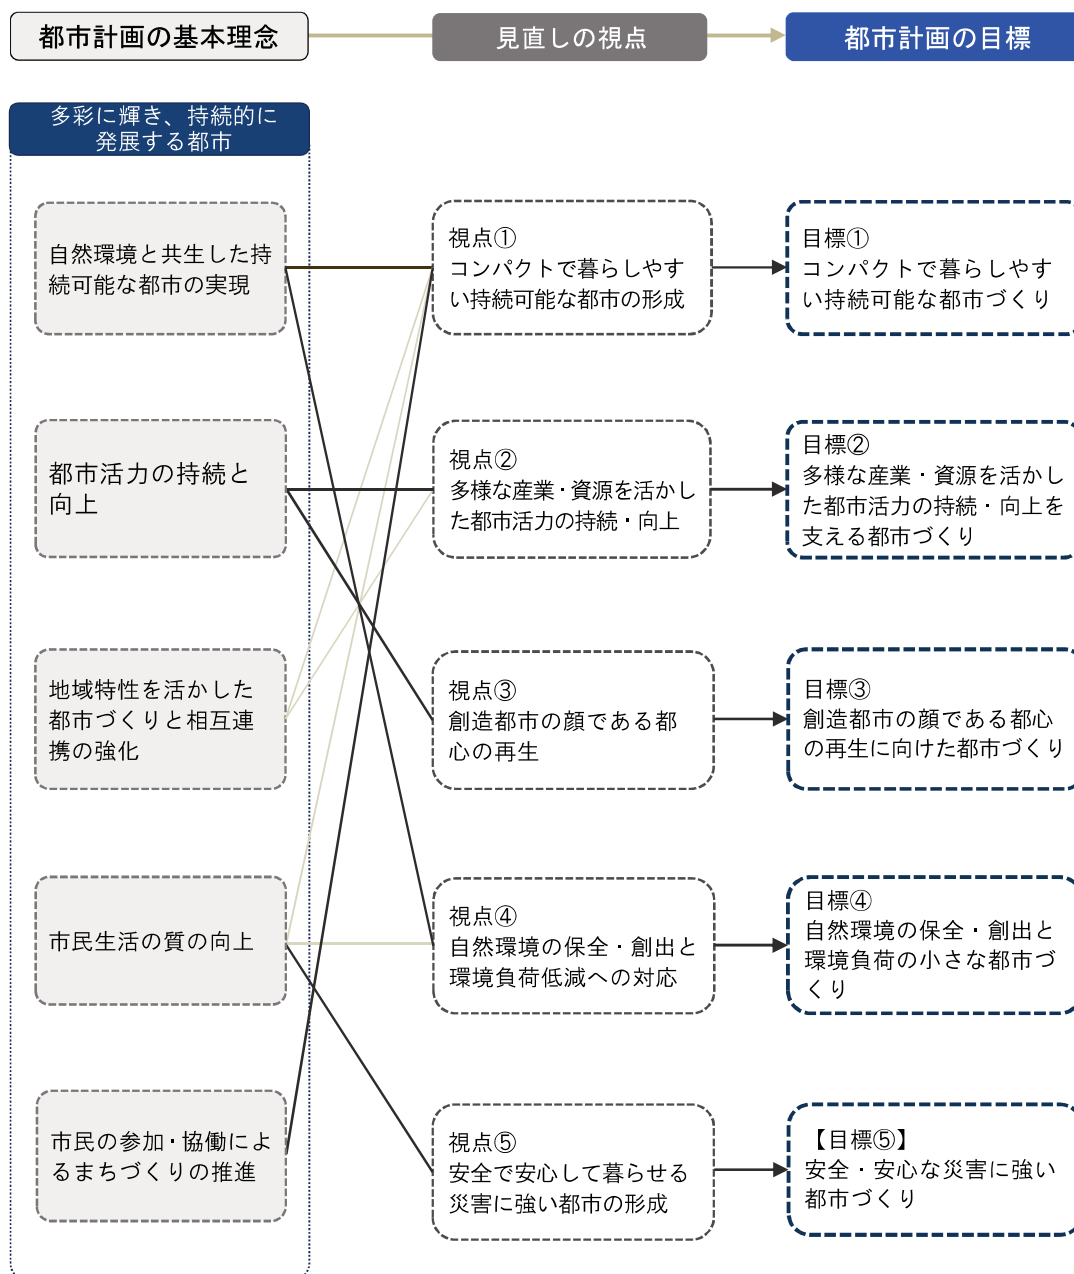 都市計画の基本理念
見直しの視点
都市計画の目標
多彩に輝き、持続的に
発展する都市
自然環境と共生した持
続可能な都市の実現
視点①
コンパクトで暮らしやす
い持続可能な都市の形成
目標①
コンパクトで暮らしやす
い持続可能な都市づくり
都市活力の持続と
向上
視点②
多様な産業・資源を活かし
た都市活力の持続・向上
目標②
多様な産業・資源を活かし
た都市活力の持続・向上を
支える都市づくり
地域特性を活かした
都市づくりと相互連
携の強化
視点③
創造都市の顔である都
心の再生
目標③
創造都市の顔である都心
の再生に向けた都市づくり
市民生活の質の向上
視点④
自然環境の保全・創出と
環境負荷低減への対応
目標④
自然環境の保全・創出と
環境負荷の小さな都市づ
くり
市民の参加・協働によ
るまちづくりの推進
視点⑤
安全で安心して暮らせる
災害に強い都市の形成
【目標⑤】
安全・安心な災害に強い
都市づくり